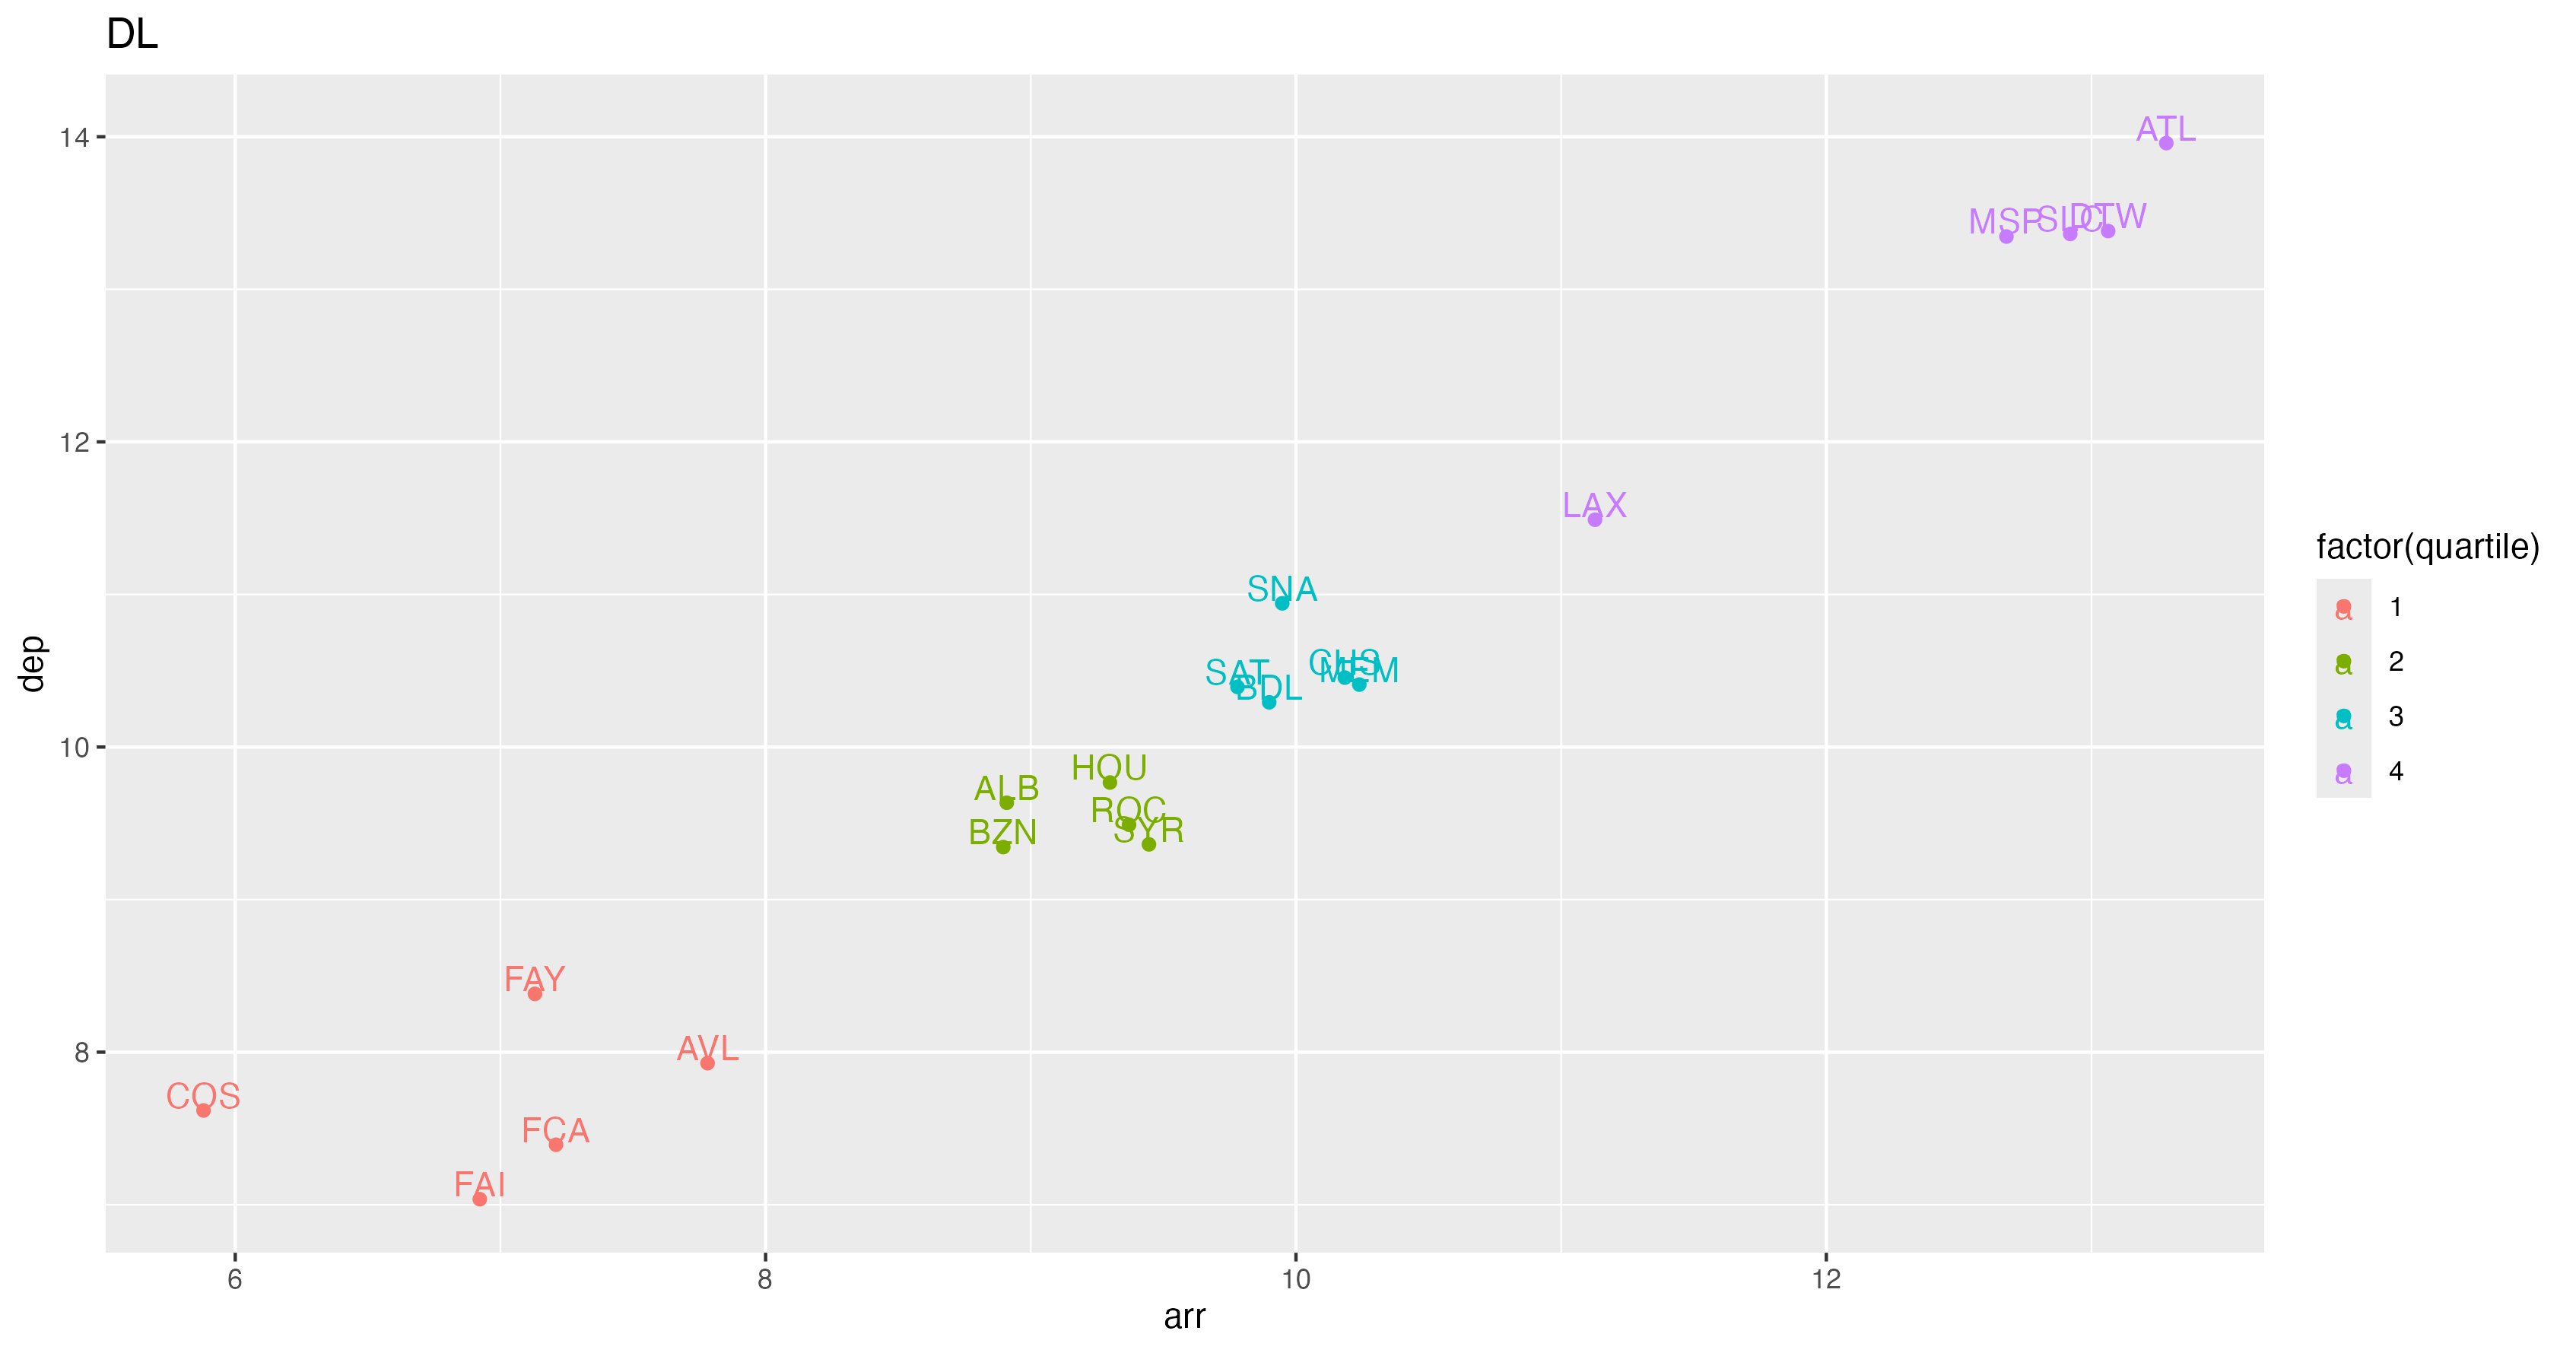 DL
14
ATL
MSP SLC DTW
12
LAX
SNA
CHS
SAT MEM
BDL
10
HOU
ALB
ROC
BZN SYR
FAY
8
AVL
COS
FCA
FAI
6 8 10 12
arr
dep
factor(quartile)
a 1
a 2
a 3
a 4